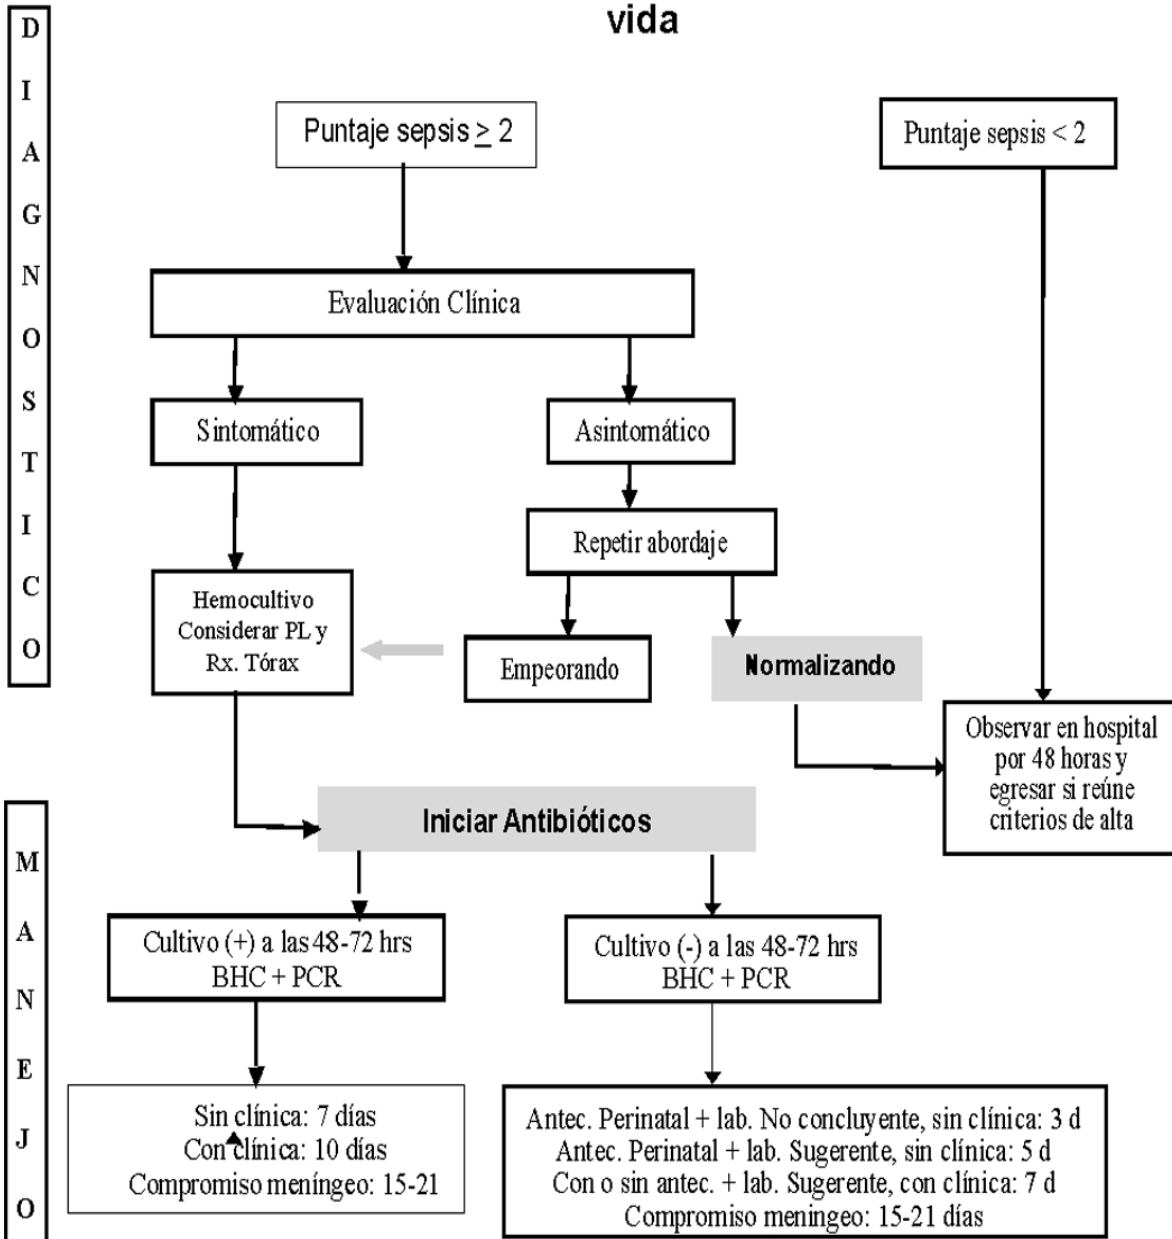 vida
DIAGNOSTICO
Puntaje sepsis ≥ 2
Puntaje sepsis < 2
Evaluación Clínica
Sintomático
Asintomático
Repetir abordaje
Hemocultivo
Considerar PL y
Rx. Tórax
Empeorando
Normalizando
Observar en hospital
por 48 horas y
egresar si reúne
criterios de alta
MANEJO
Iniciar Antibióticos
Cultivo (+) a las 48-72 hrs
BHC + PCR
Cultivo (-) a las 48-72 hrs
BHC + PCR
Sin clínica: 7 días
Con clínica: 10 días
Compromiso meníngeo: 15-21
Antec. Perinatal + lab. No concluyente, sin clínica: 3 d
Antec. Perinatal + lab. Sugerente, sin clínica: 5 d
Con o sin antec. + lab. Sugerente, con clínica: 7 d
Compromiso meningeo: 15-21 días